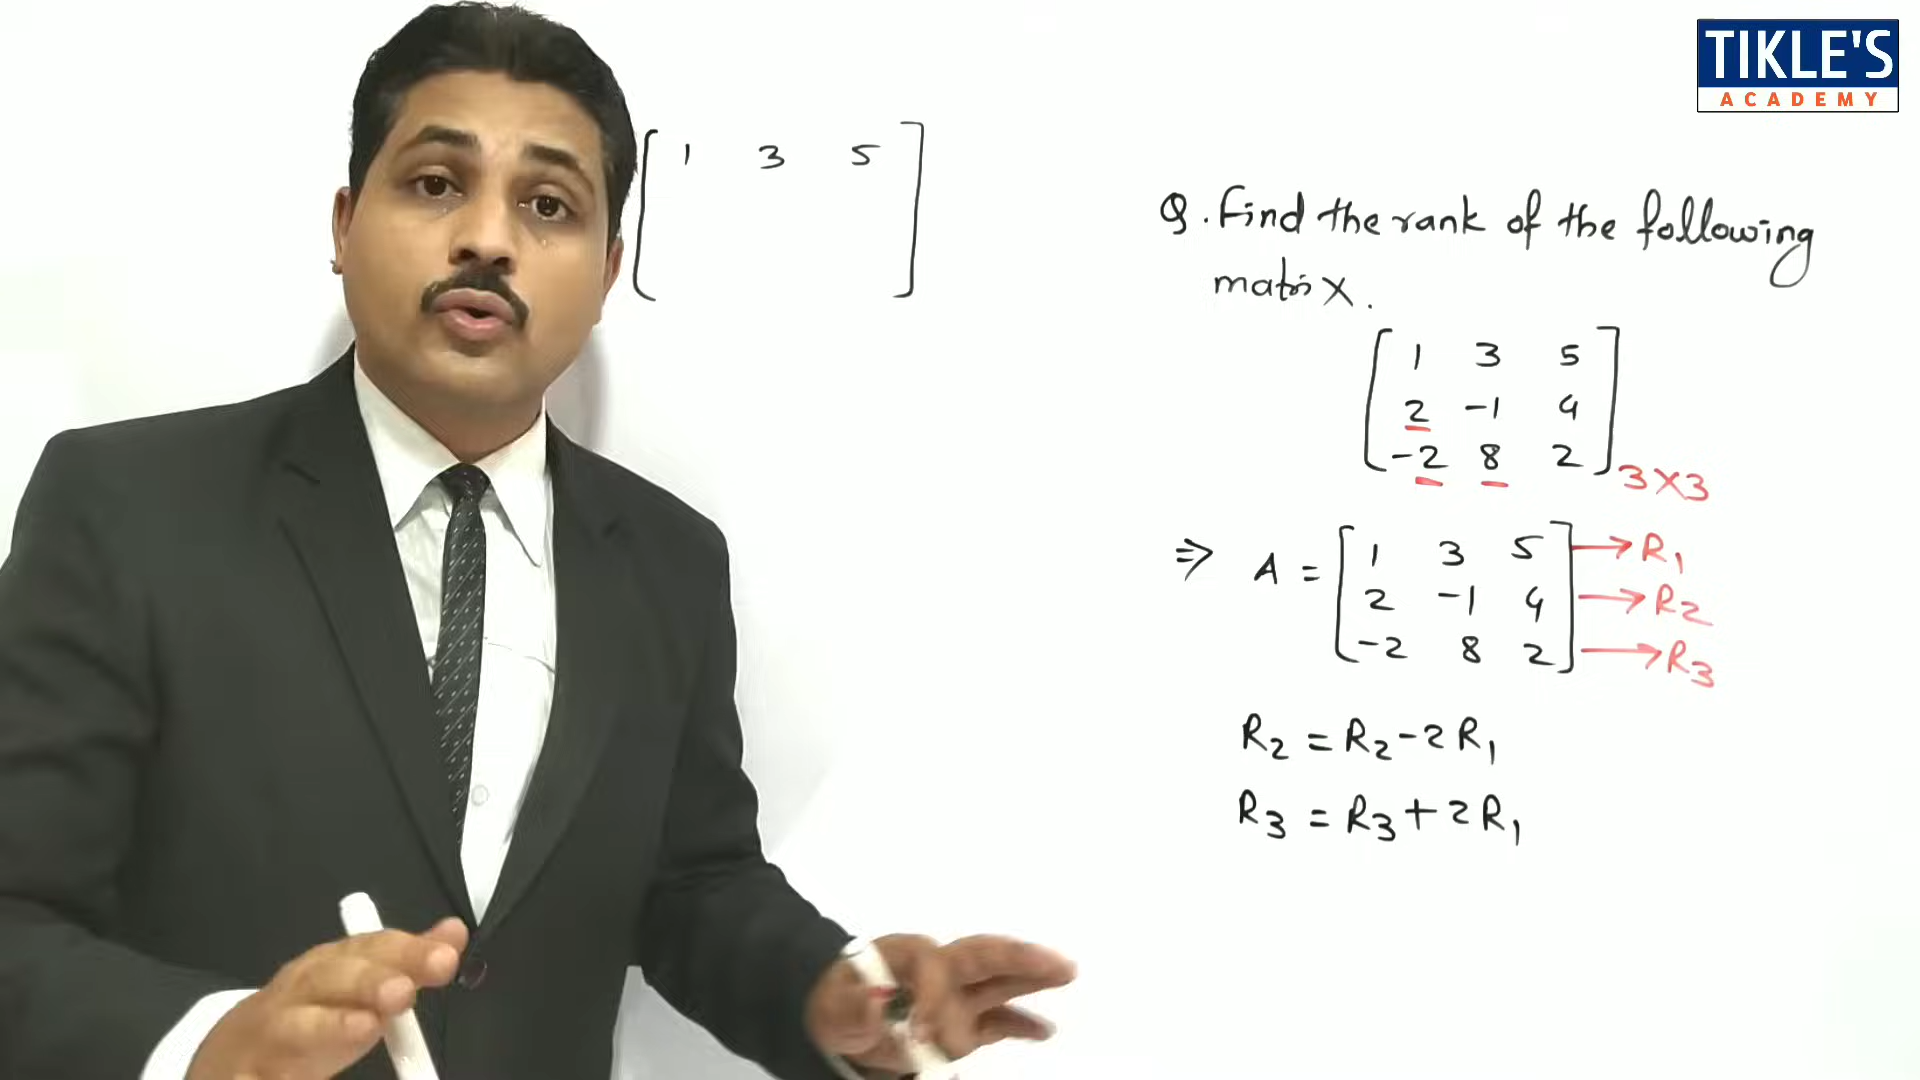 TIKLE'S
ACADEMY
1 3 5
Q. Find the rank of the following
matrix.
1 3 5
2 -1 4
-2 8 2
3×3
⇒ A = 1 3 5 → R1
2 -1 4 → R2
-2 8 2 → R3
R2 = R2 - 2R1
R3 = R3 + 2R1